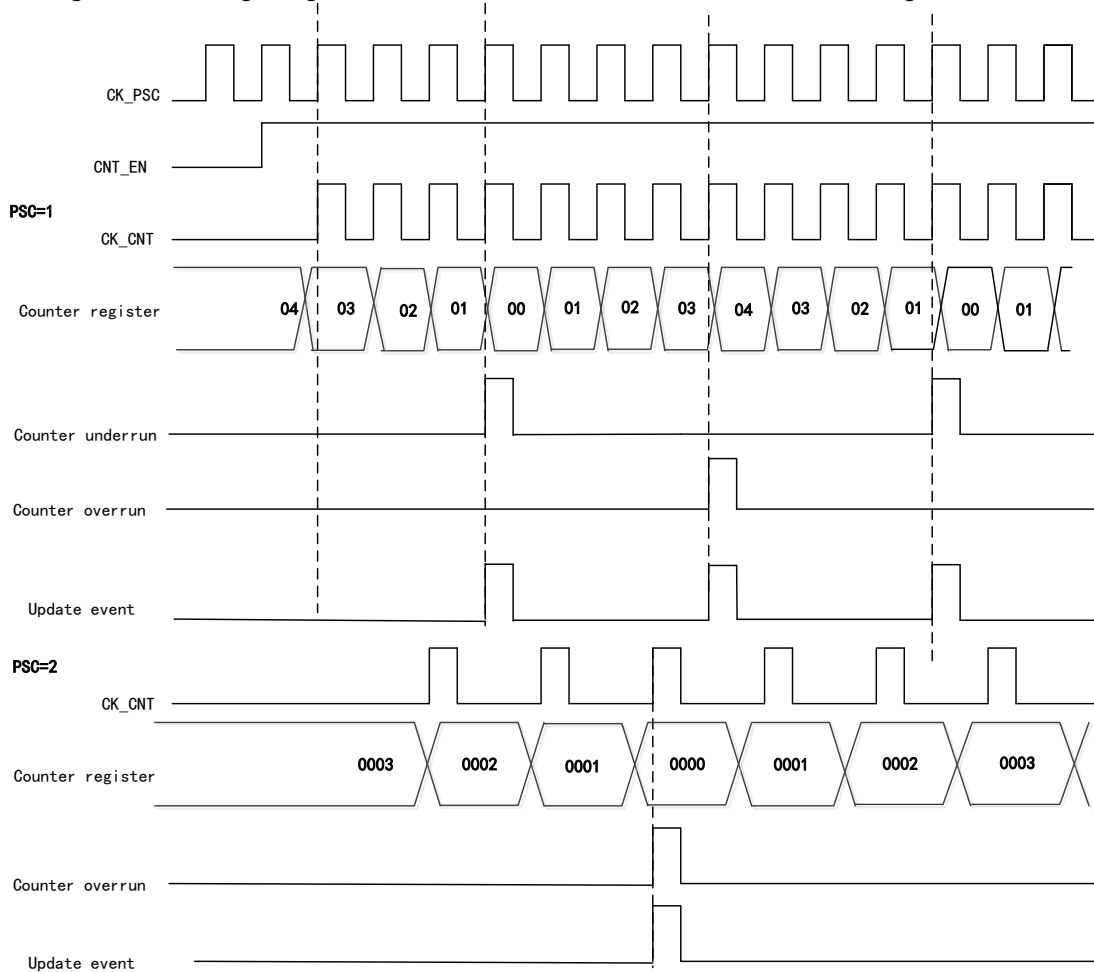 CK_PSC
CNT_EN
PSC=1
CK_CNT
Counter register 04 03 02 01 00 01 02 03 04 03 02 01 00 01
Counter underrun
Counter overrun
Update event
PSC=2
CK_CNT
Counter register 0003 0002 0001 0000 0001 0002 0003
Counter overrun
Update event